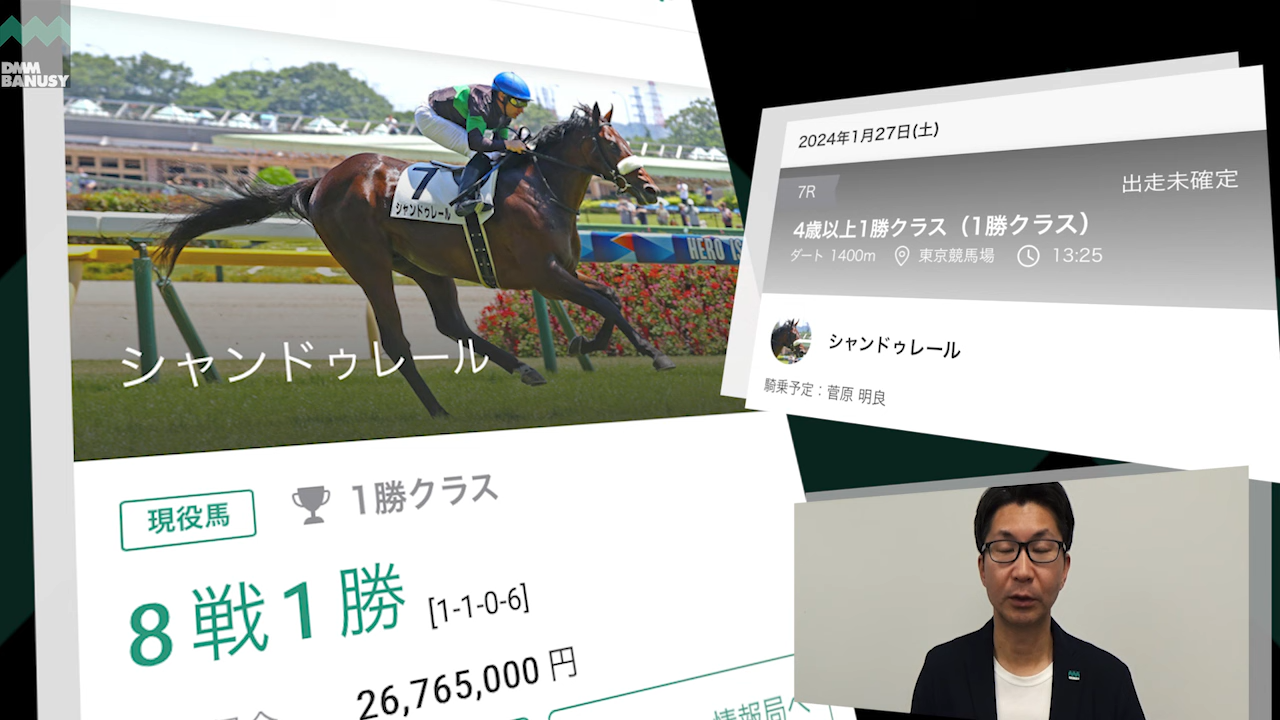 DMM
BANUSY
7
シャンドゥレール
HERO IS
シャンドゥレール
現役馬
1勝クラス
8戦1勝 [1-1-0-6]
26,765,000 円
情報局へ
2024年1月27日(土)
7R
出走未確定
4歳以上1勝クラス（1勝クラス）
ダート 1400m
東京競馬場
13:25
シャンドゥレール
騎乗予定：菅原 明良